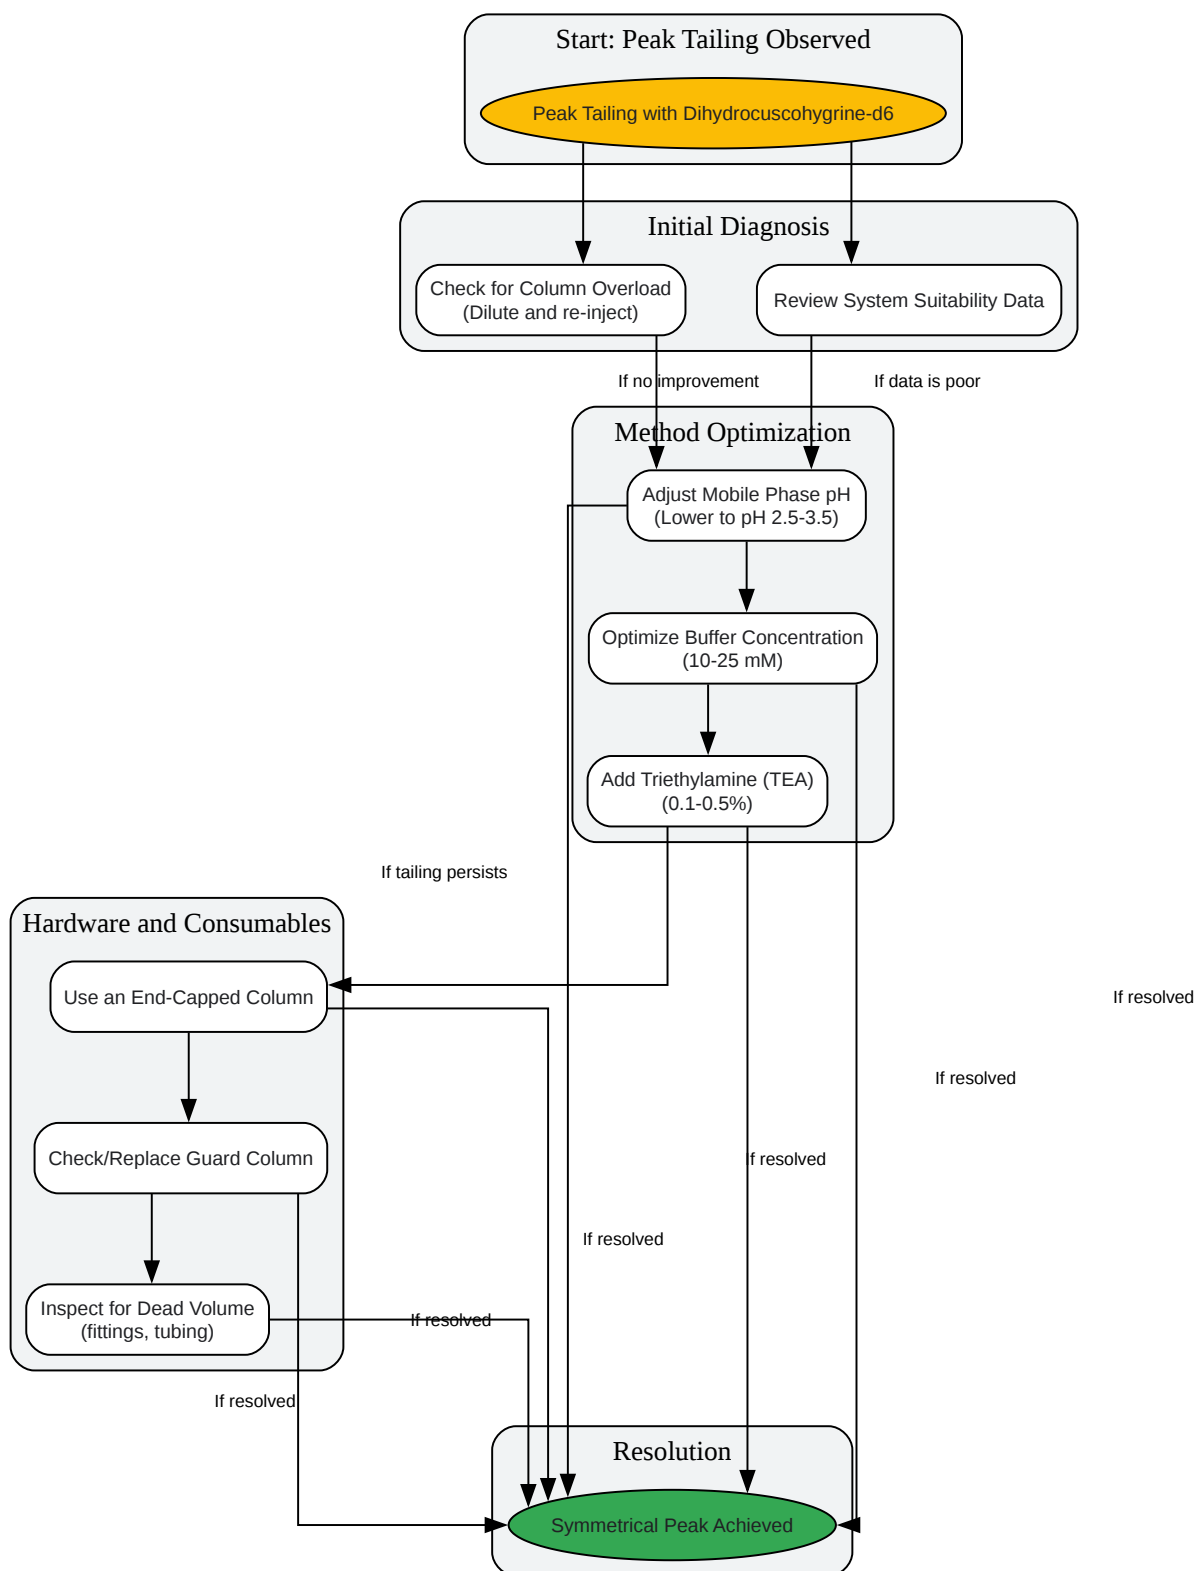 Start: Peak Tailing Observed
Peak Tailing with Dihydrocuscohygrine-d6
Initial Diagnosis
Check for Column Overload
(Dilute and re-inject)
Review System Suitability Data
If no improvement
If data is poor
Method Optimization
Adjust Mobile Phase pH
(Lower to pH 2.5-3.5)
Optimize Buffer Concentration
(10-25 mM)
Add Triethylamine (TEA)
(0.1-0.5%)
If tailing persists
Hardware and Consumables
Use an End-Capped Column
If resolved
If resolved
Check/Replace Guard Column
If resolved
If resolved
Inspect for Dead Volume
(fittings, tubing)
If resolved
If resolved
Resolution
Symmetrical Peak Achieved